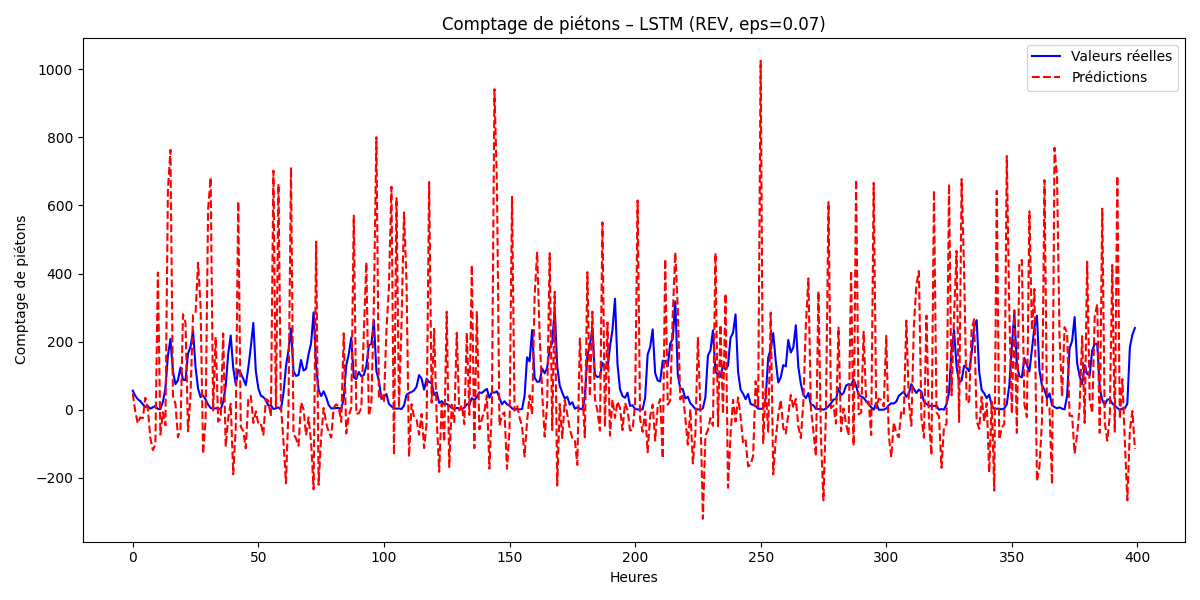 Comptage de piétons – LSTM (REV, eps=0.07)
Valeurs réelles
Prédictions
Comptage de piétons
1000
800
600
400
200
0
−200
0 50 100 150 200 250 300 350 400
Heures